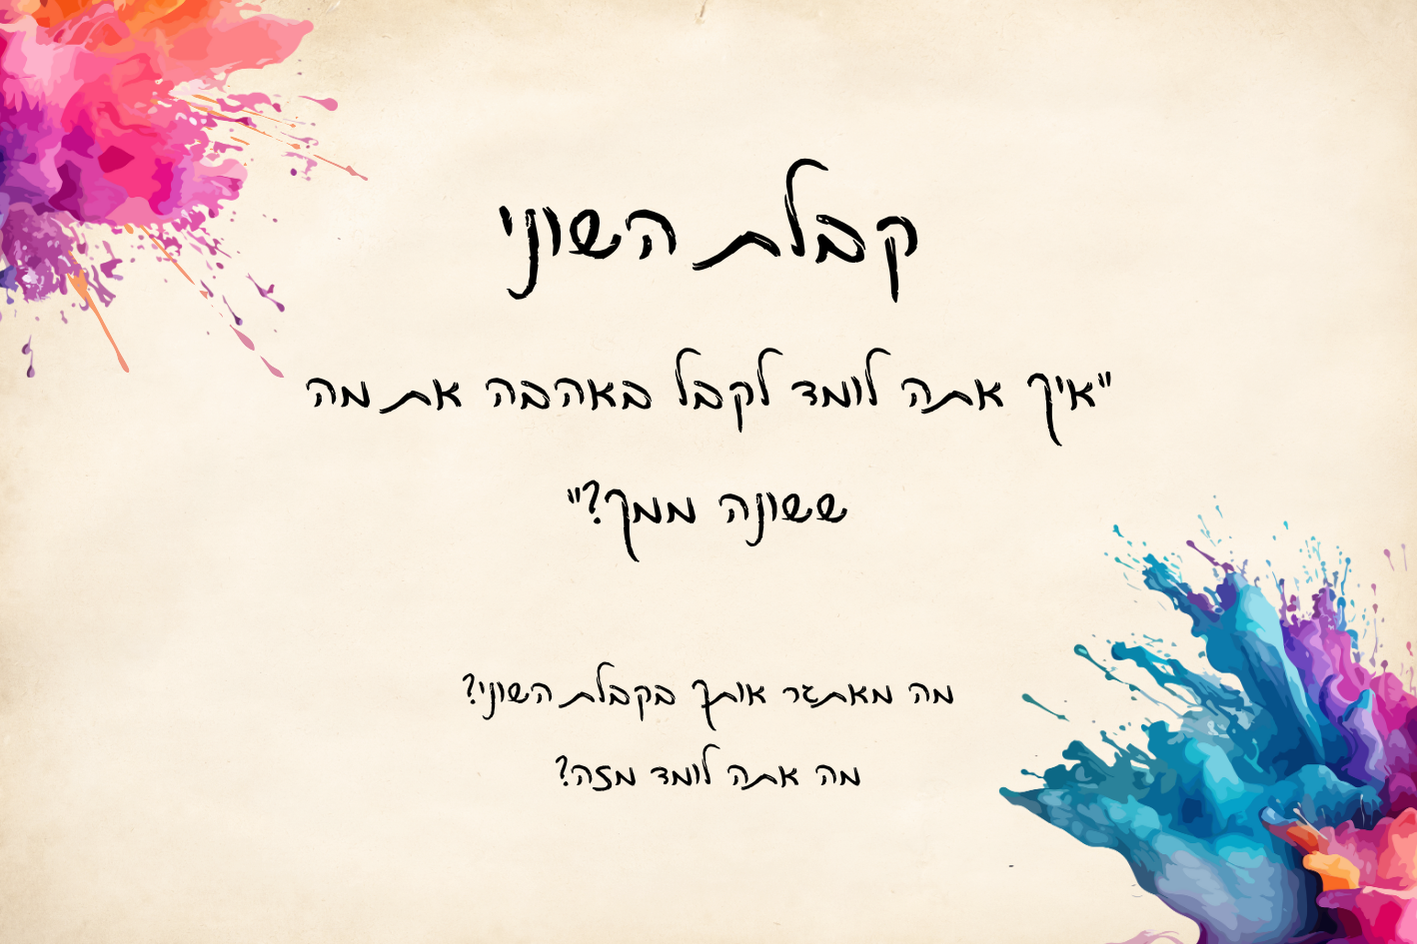 קבלת השוני
"איך אתה לומד לקבל באהבה את מה
ששונה ממך?"
מה מאתגר אותך בקבלת השוני?
מה אתה לומד מזה?